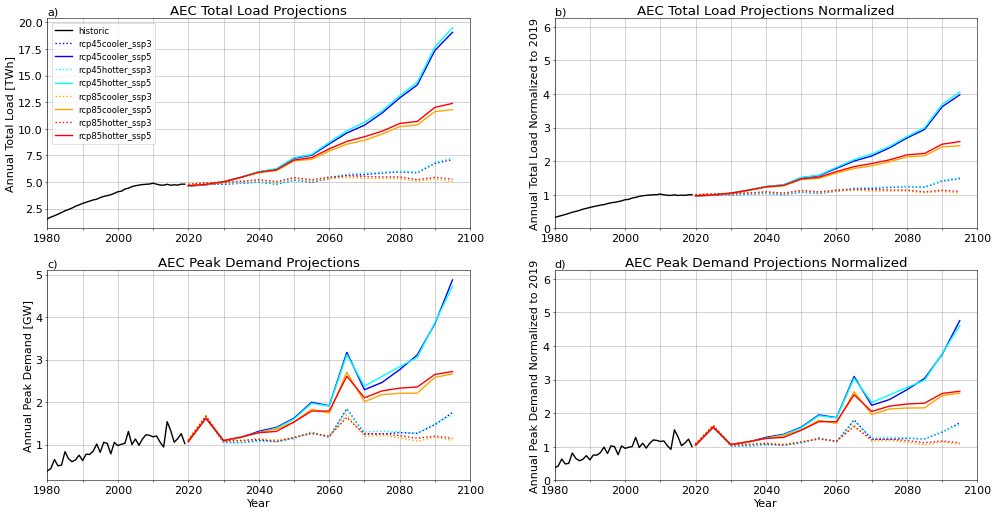 a)
AEC Total Load Projections
Annual Total Load [TWh]
20.0
17.5
15.0
12.5
10.0
7.5
5.0
2.5
historic
rcp45cooler_ssp3
rcp45cooler_ssp5
rcp45hotter_ssp3
rcp45hotter_ssp5
rcp85cooler_ssp3
rcp85cooler_ssp5
rcp85hotter_ssp3
rcp85hotter_ssp5
1980 2000 2020 2040 2060 2080 2100
b)
AEC Total Load Projections Normalized
Annual Total Load Normalized to 2019
6
5
4
3
2
1
0
1980 2000 2020 2040 2060 2080 2100
c)
AEC Peak Demand Projections
Annual Peak Demand [GW]
5
4
3
2
1
1980 2000 2020 2040 2060 2080 2100
Year
d)
AEC Peak Demand Projections Normalized
Annual Peak Demand Normalized to 2019
6
5
4
3
2
1
0
1980 2000 2020 2040 2060 2080 2100
Year